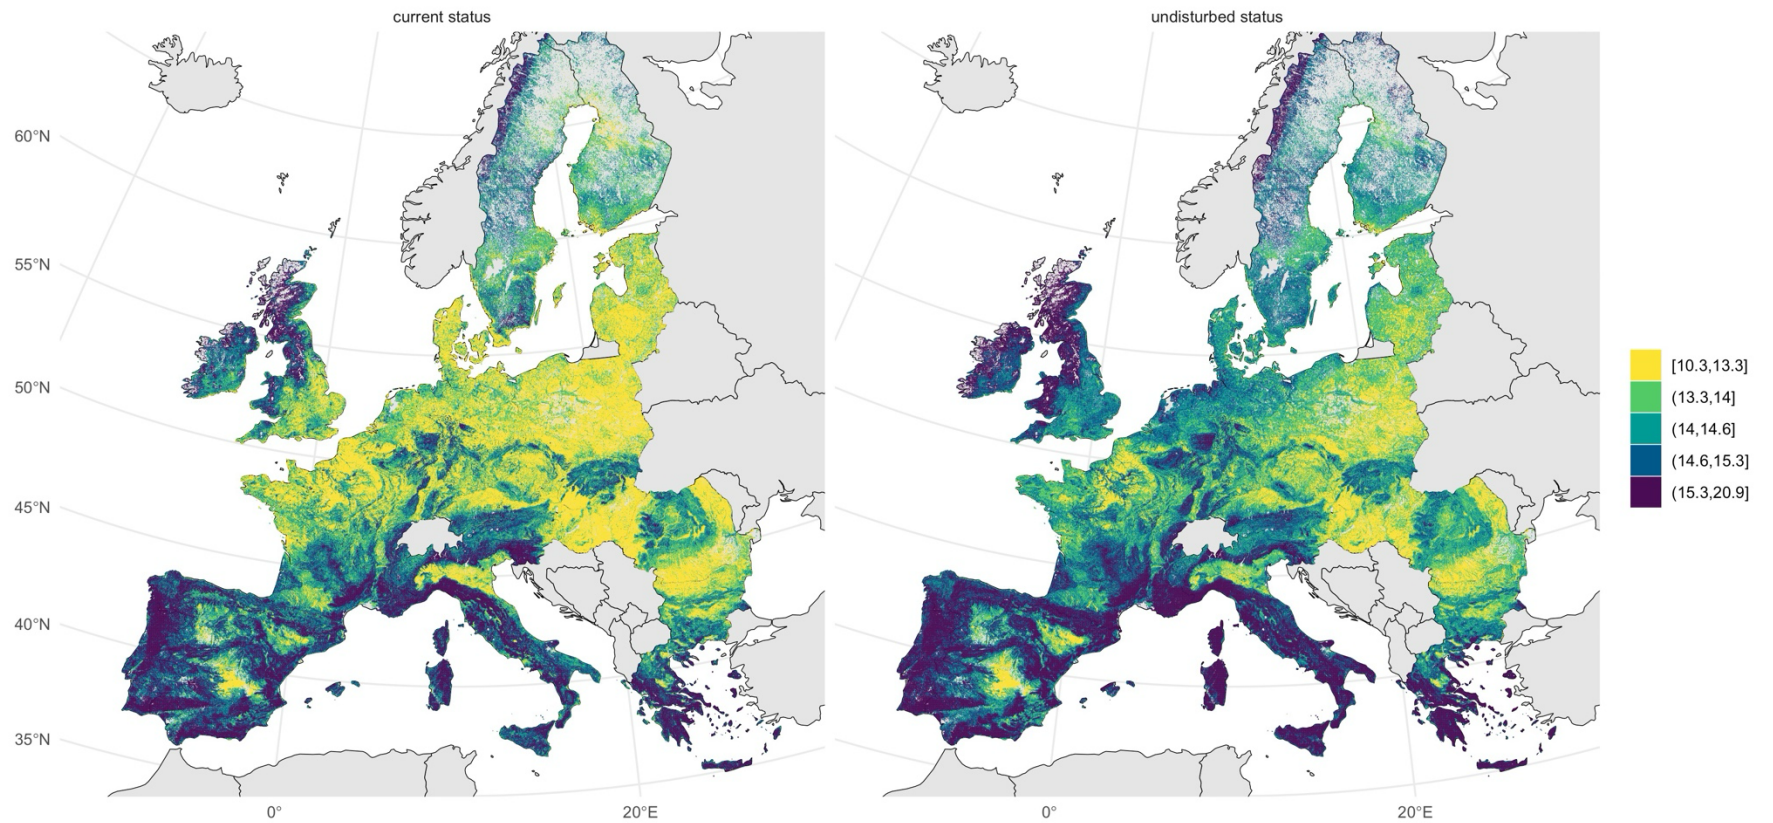 current status
undisturbed status
60°N
55°N
50°N
45°N
40°N
35°N
0°
20°E
0°
20°E
[10.3,13.3]
(13.3,14]
(14,14.6]
(14.6,15.3]
(15.3,20.9]